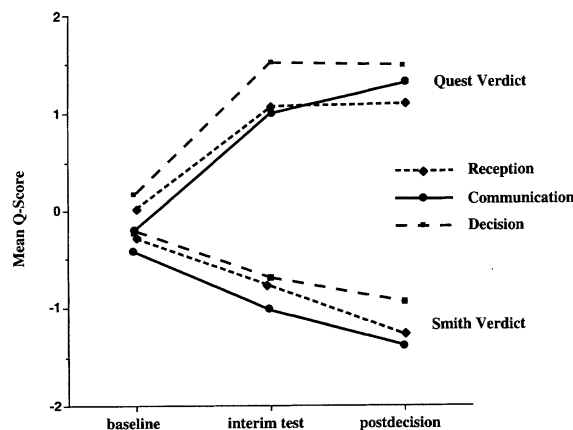 2
1
0
-1
-2
Mean Q-Score
Quest Verdict
Reception
Communication
Decision
Smith Verdict
baseline
interim test
postdecision